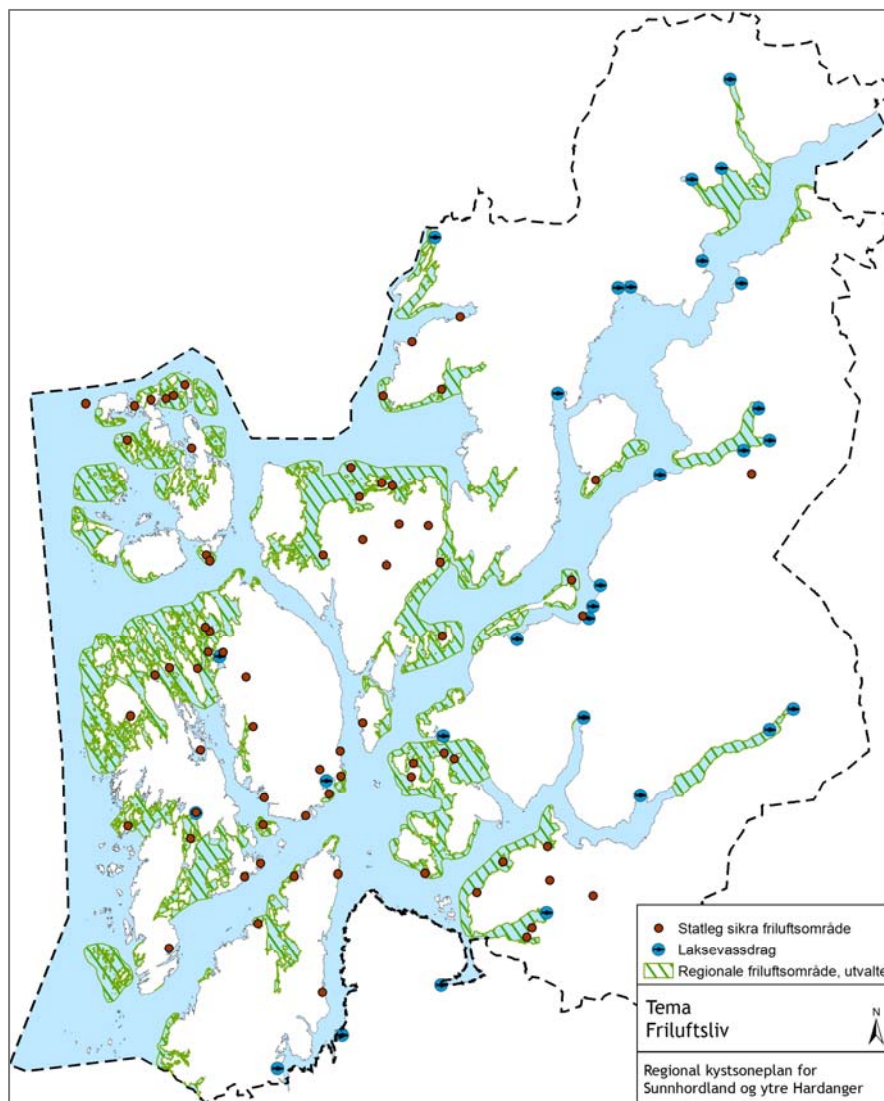 Statleg sikra friluftsområde
Laksevassdrag
Regionale friluftsområde, utvalte
Tema
Friluftsliv
N
Regional kystsoneplan for
Sunnhordland og ytre Hardanger